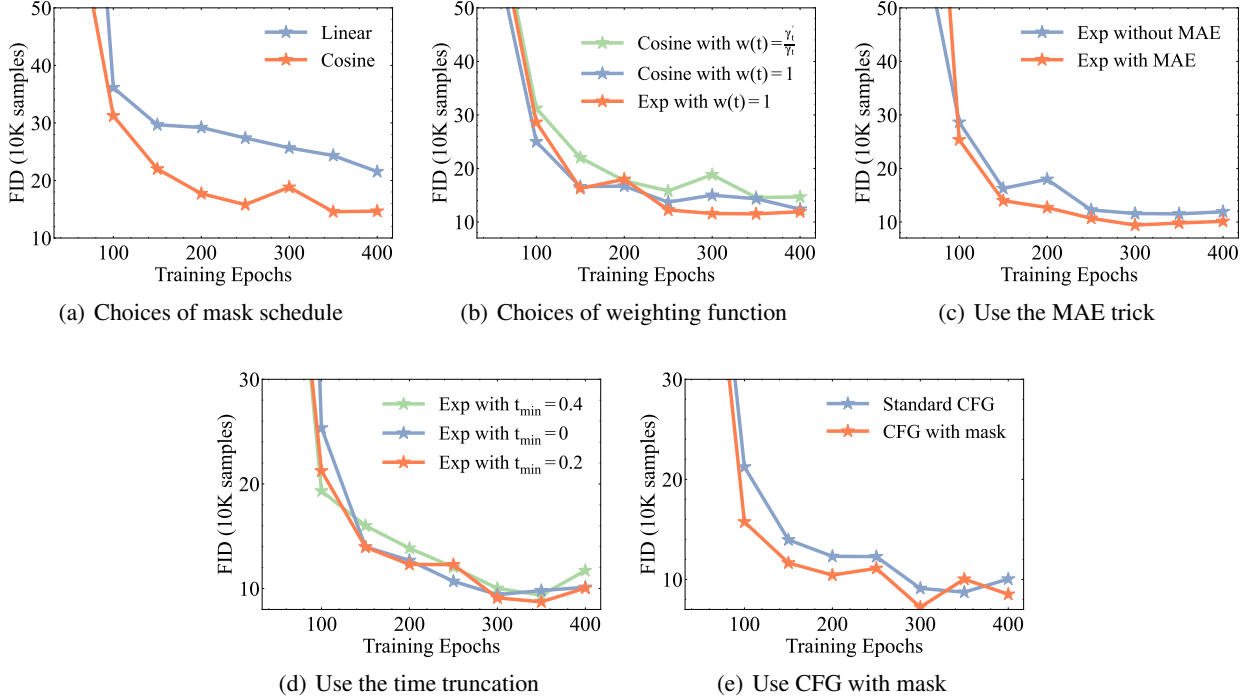 50
40
30
20
10
FID (10K samples)
Linear
Cosine
100 200 300 400
Training Epochs
(a) Choices of mask schedule
50
40
30
20
10
FID (10K samples)
Cosine with w(t)=γ′t/γt
Cosine with w(t)=1
Exp with w(t)=1
100 200 300 400
Training Epochs
(b) Choices of weighting function
50
40
30
20
10
FID (10K samples)
Exp without MAE
Exp with MAE
100 200 300 400
Training Epochs
(c) Use the MAE trick
30
20
10
FID (10K samples)
Exp with tmin=0.4
Exp with tmin=0
Exp with tmin=0.2
100 200 300 400
Training Epochs
(d) Use the time truncation
30
20
10
FID (10K samples)
Standard CFG
CFG with mask
100 200 300 400
Training Epochs
(e) Use CFG with mask